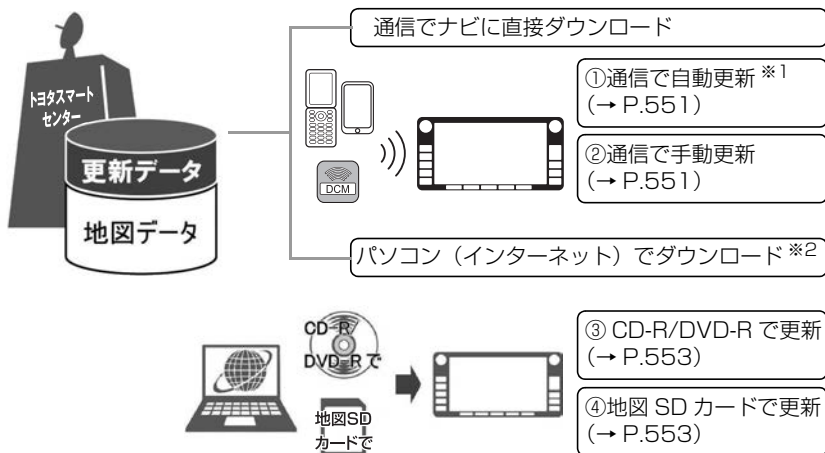 通信でナビに直接ダウンロード
トヨタスマート
センター
更新データ
地図データ
DCM
①通信で自動更新※1
(→ P.551)
②通信で手動更新
(→ P.551)
パソコン（インターネット）でダウンロード※2
CD-R
DVD-Rで
地図SD
カードで
③ CD-R/DVD-R で更新
(→ P.553)
④地図 SD カードで更新
(→ P.553)